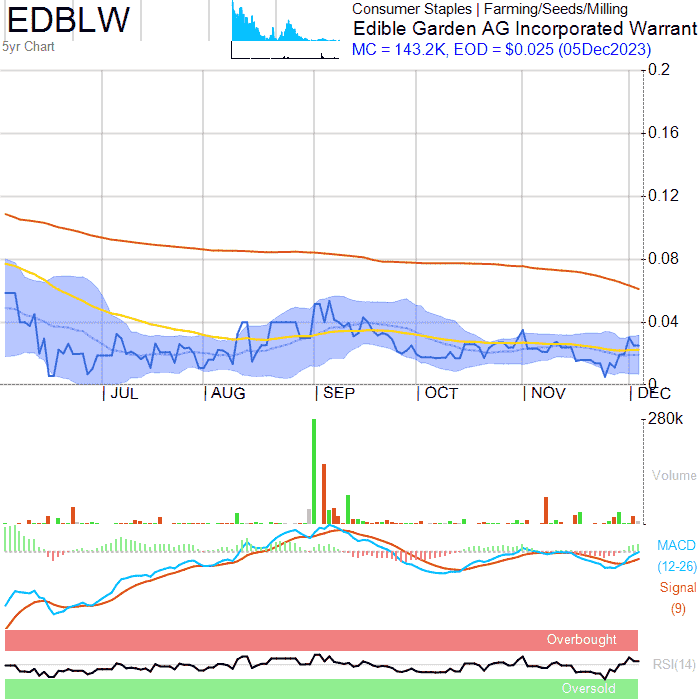 EDBLW
5yr Chart
Consumer Staples | Farming/Seeds/Milling
Edible Garden AG Incorporated Warrant
MC = 143.2K, EOD = $0.025 (05Dec2023)
0.2
0.16
0.12
0.08
0.04
0
JUL
AUG
SEP
OCT
NOV
DEC
280k
Volume
MACD
(12-26)
Signal
(9)
Overbought
RSI(14)
Oversold